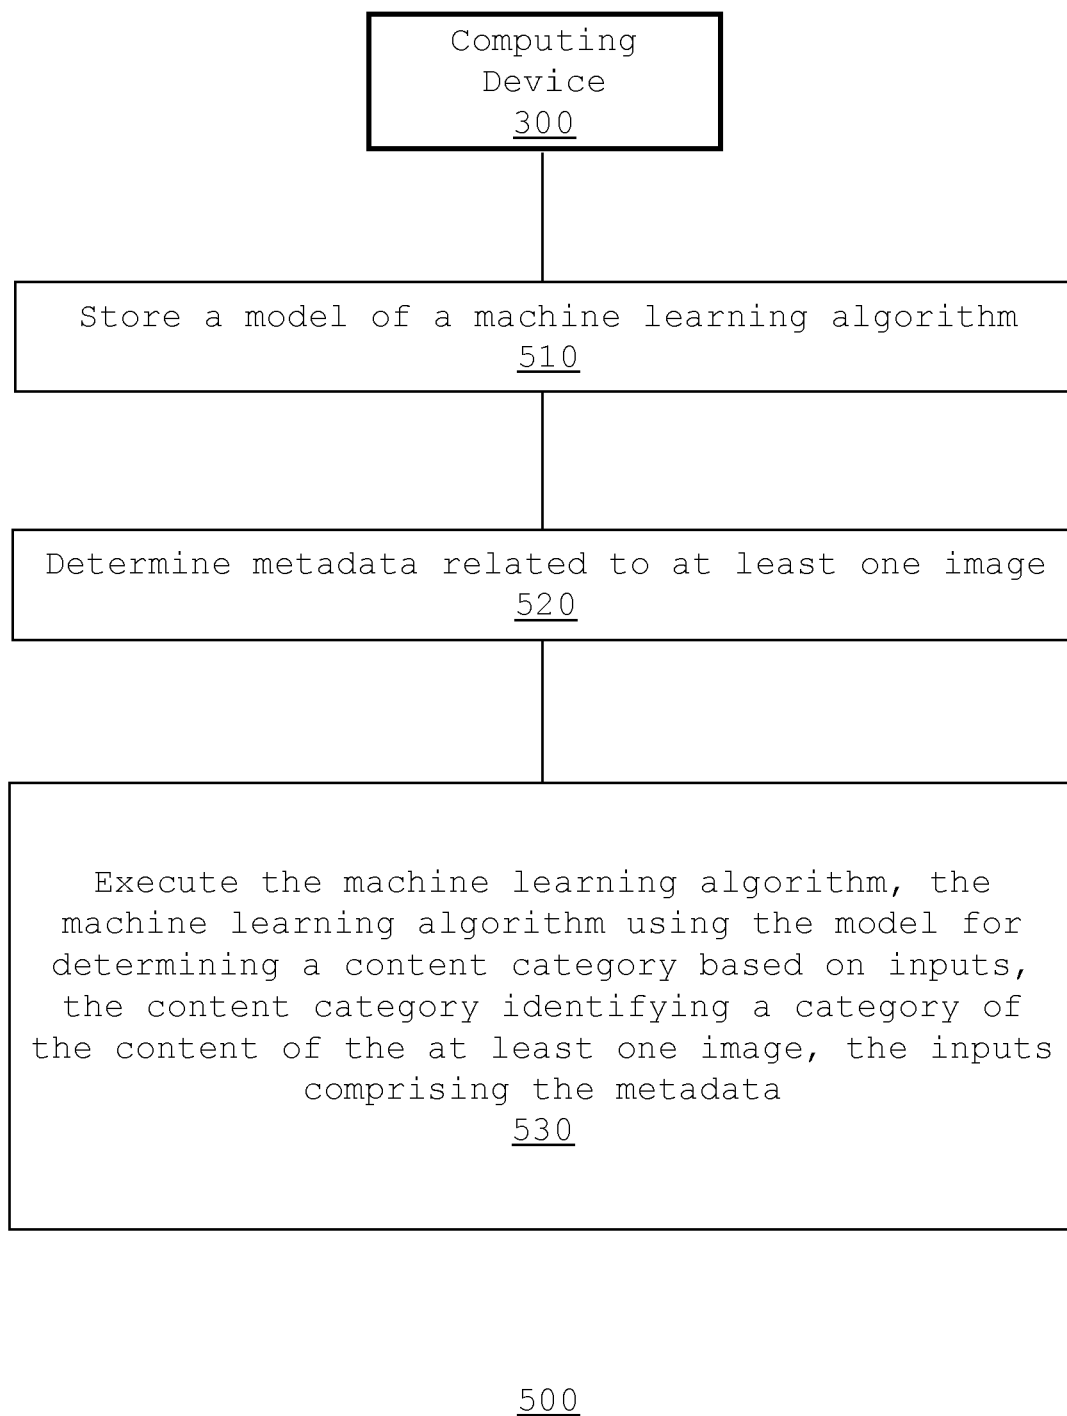 Computing
Device
300
Store a model of a machine learning algorithm
510
Determine metadata related to at least one image
520
Execute the machine learning algorithm, the
machine learning algorithm using the model for
determining a content category based on inputs,
the content category identifying a category of
the content of the at least one image, the inputs
comprising the metadata
530
500